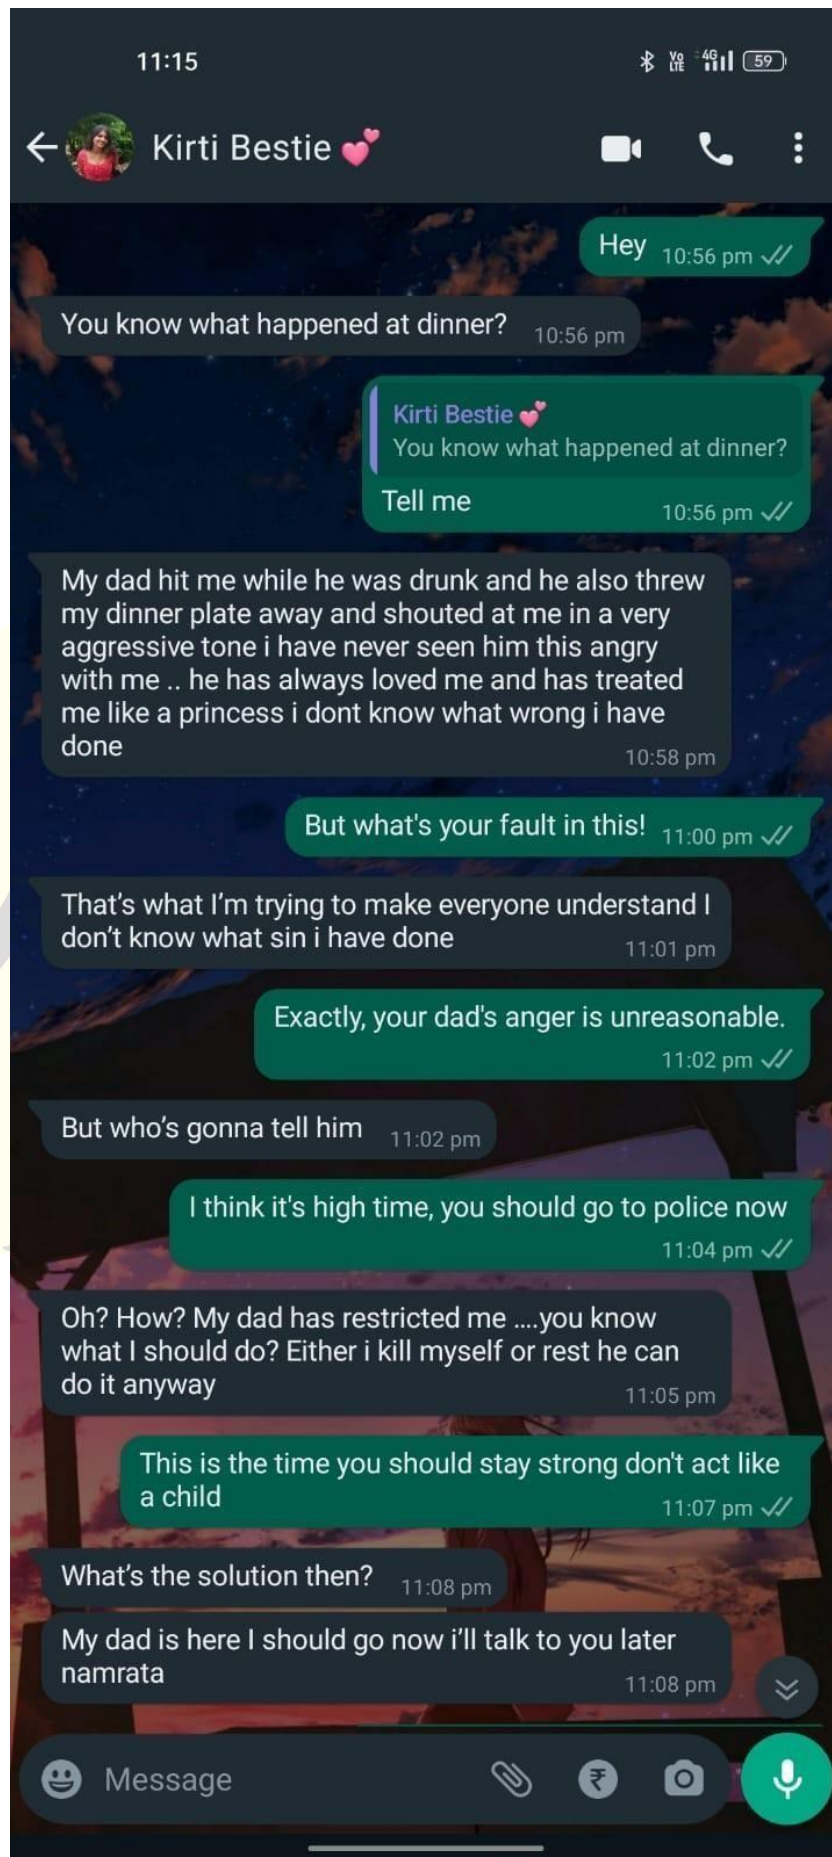 11:15
Vo
LTE
4G
59
Kirti Bestie 💕
Hey 10:56 pm
You know what happened at dinner? 10:56 pm
Kirti Bestie 💕
You know what happened at dinner?
Tell me 10:56 pm
My dad hit me while he was drunk and he also threw
my dinner plate away and shouted at me in a very
aggressive tone i have never seen him this angry
with me .. he has always loved me and has treated
me like a princess i dont know what wrong i have
done 10:58 pm
But what's your fault in this! 11:00 pm
That's what I'm trying to make everyone understand I
don't know what sin i have done 11:01 pm
Exactly, your dad's anger is unreasonable.
11:02 pm
But who's gonna tell him 11:02 pm
I think it's high time, you should go to police now
11:04 pm
Oh? How? My dad has restricted me ....you know
what I should do? Either i kill myself or rest he can
do it anyway 11:05 pm
This is the time you should stay strong don't act like
a child 11:07 pm
What's the solution then? 11:08 pm
My dad is here I should go now i'll talk to you later
namrata 11:08 pm
Message
₹